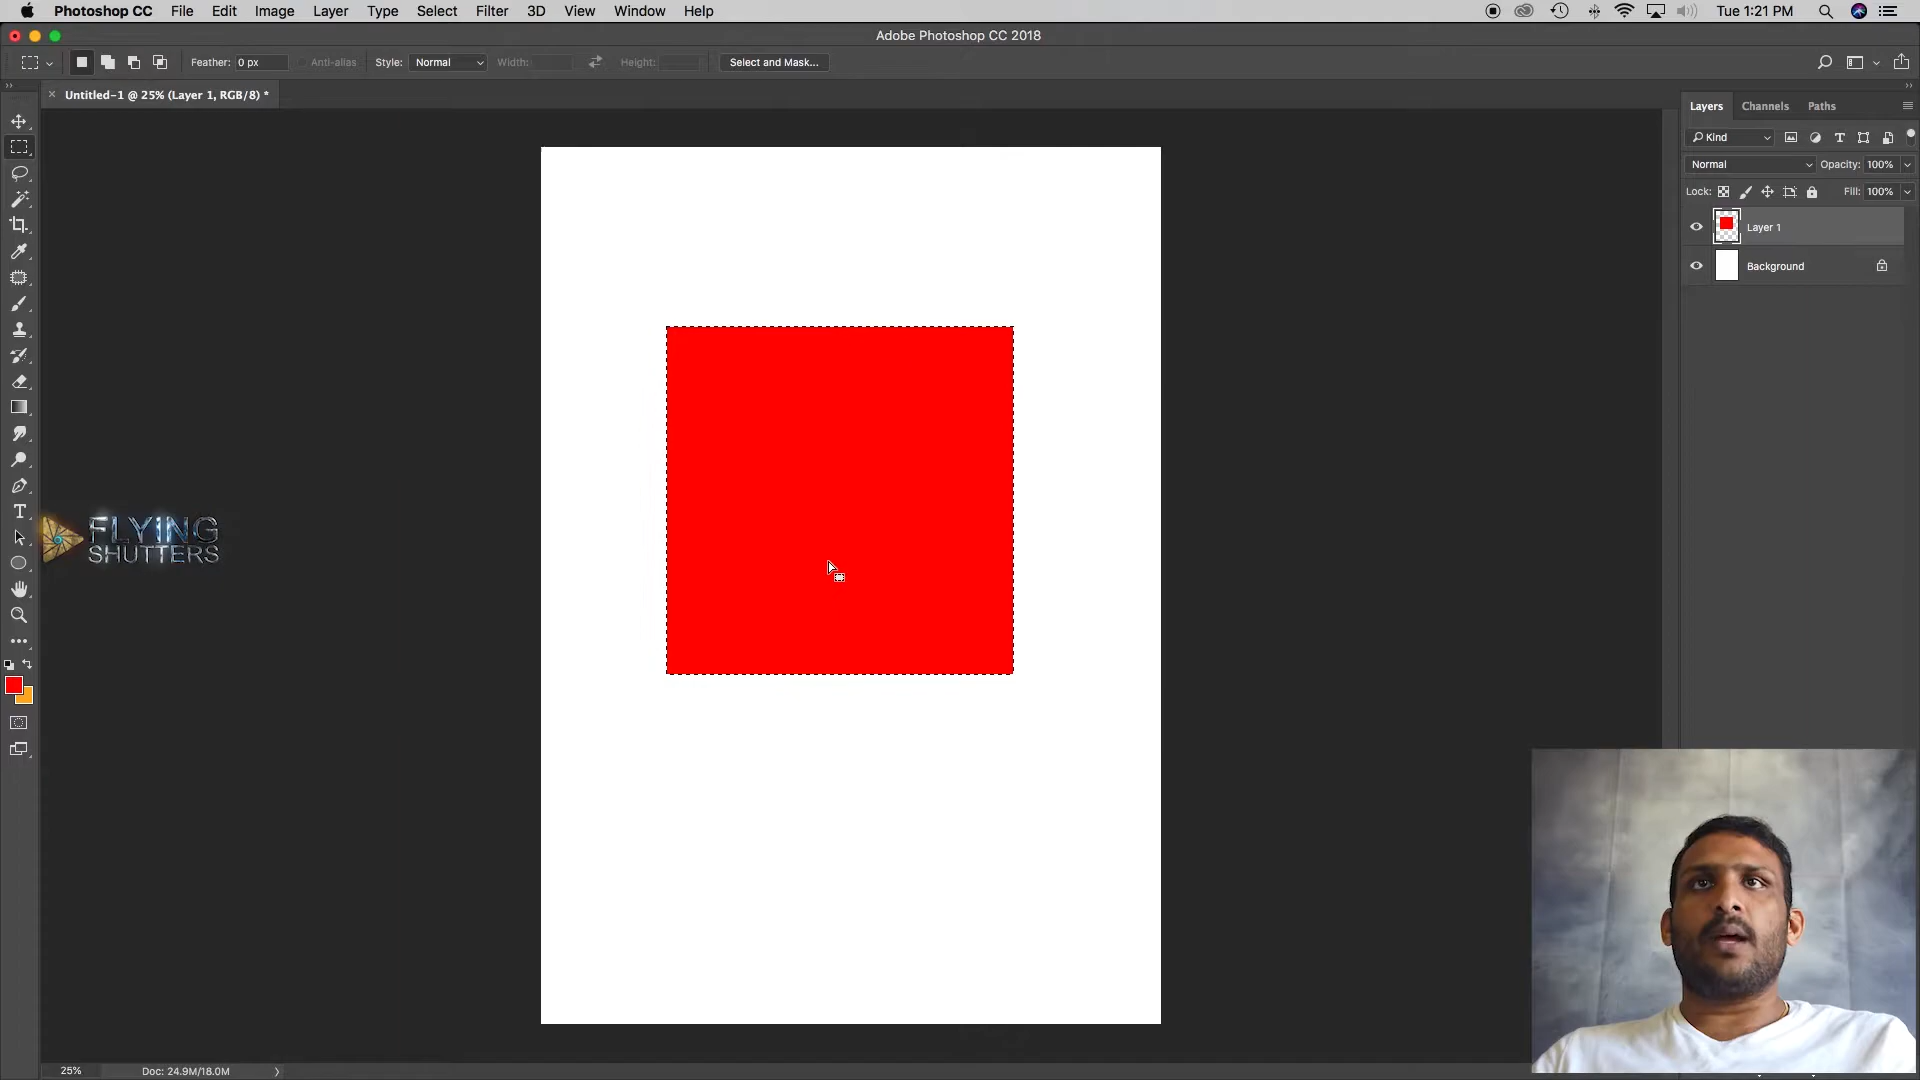 Photoshop CC File Edit Image Layer Type Select Filter 3D View Window Help Tue 1:21 PM
Adobe Photoshop CC 2018
Feather: 0 px Anti-alias Style: Normal Width: Height: Select and Mask...
Untitled-1 @ 25% (Layer 1, RGB/8) *
Layers Channels Paths
Kind
Normal Opacity: 100%
Lock: Fill: 100%
Layer 1
Background
FLYING
SHUTTERS
25% Doc: 24.9M/18.0M